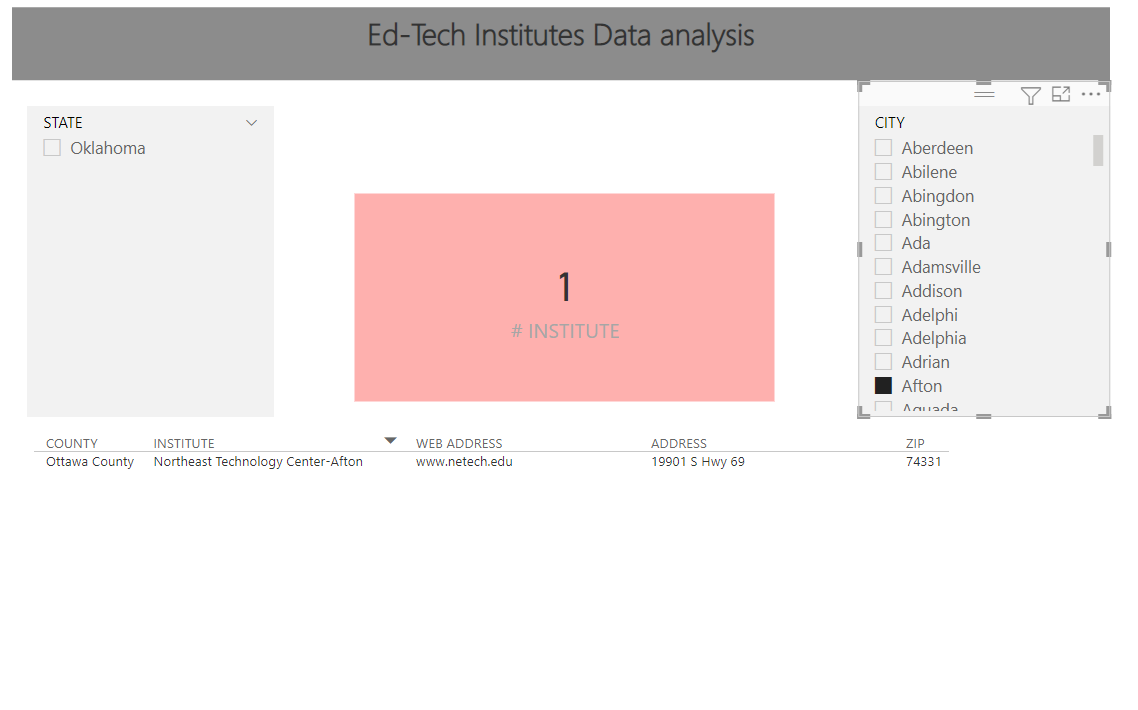 Ed-Tech Institutes Data analysis
STATE
Oklahoma
1
# INSTITUTE
CITY
Aberdeen
Abilene
Abingdon
Abington
Ada
Adamsville
Addison
Adelphi
Adelphia
Adrian
Afton
Aguada
COUNTY INSTITUTE WEB ADDRESS ADDRESS ZIP
Ottawa County Northeast Technology Center-Afton www.netech.edu 19901 S Hwy 69 74331